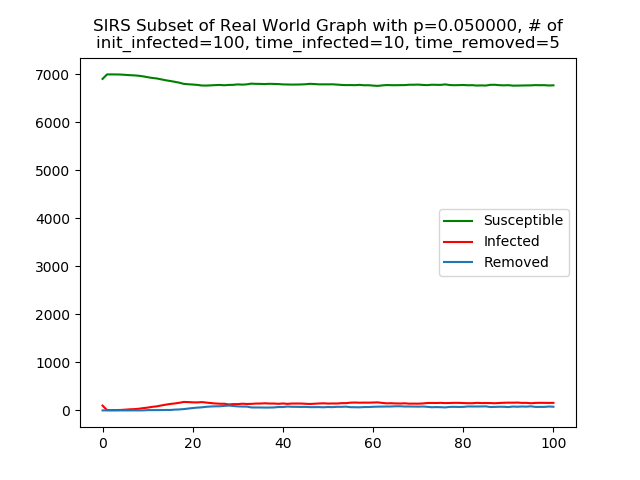 SIRS Subset of Real World Graph with p=0.050000, # of
init_infected=100, time_infected=10, time_removed=5
7000
6000
5000
4000
3000
2000
1000
0
Susceptible
Infected
Removed
0 20 40 60 80 100